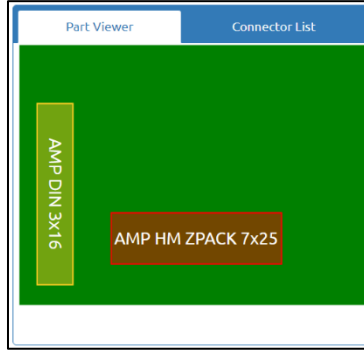 Part Viewer
Connector List
AMP DIN 3x16
AMP HM ZPACK 7x25